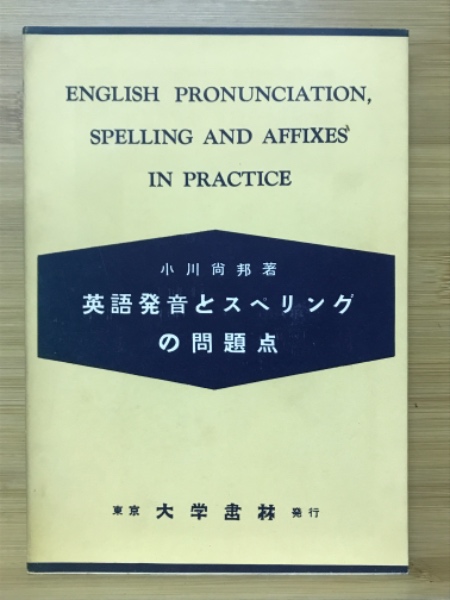 ENGLISH PRONUNCIATION,
SPELLING AND AFFIXES
IN PRACTICE
小川尙邦著
英語発音とスペリング
の問題点
東京 大学書林 発行